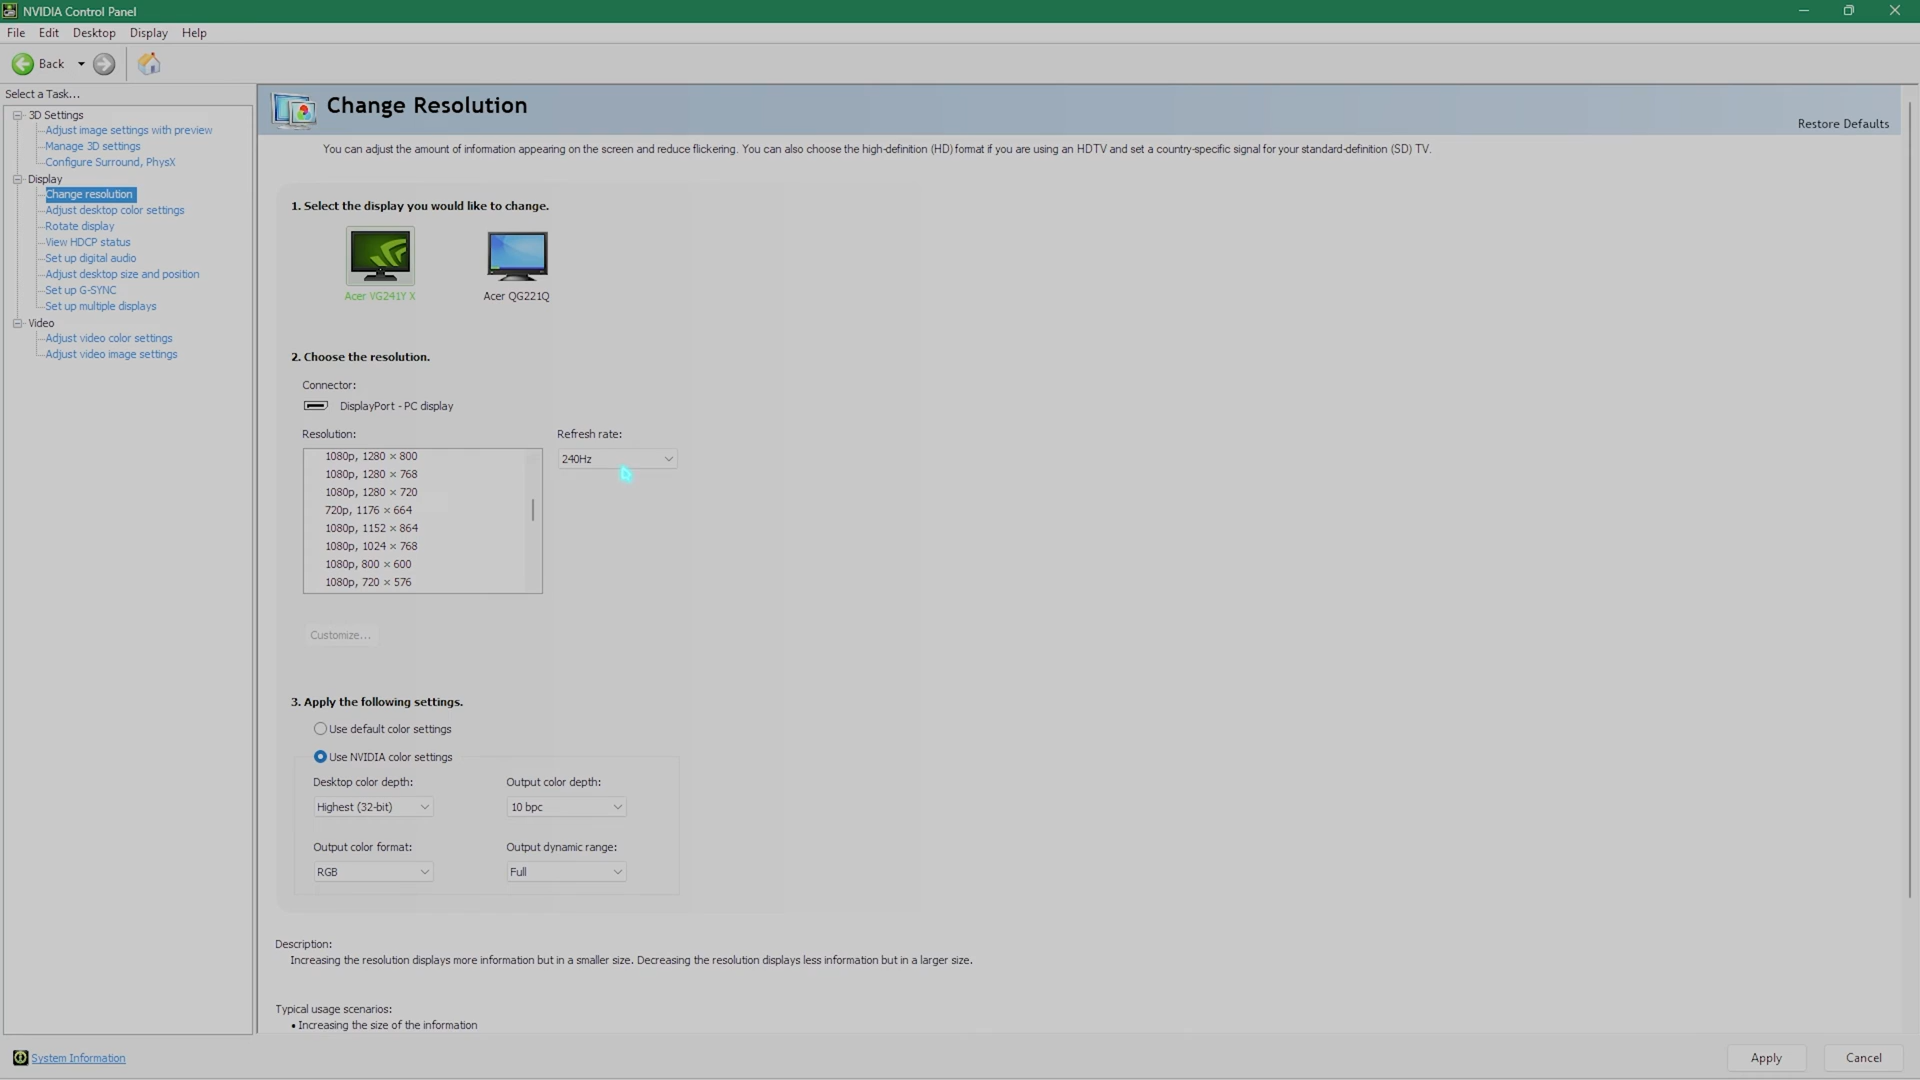 NVIDIA Control Panel
File Edit Desktop Display Help
Back
Select a Task...
3D Settings
Adjust image settings with preview
Manage 3D settings
Configure Surround, PhysX
Display
Change resolution
Adjust desktop color settings
Rotate display
View HDCP status
Set up digital audio
Adjust desktop size and position
Set up G-SYNC
Set up multiple displays
Video
Adjust video color settings
Adjust video image settings
Change Resolution
Restore Defaults
You can adjust the amount of information appearing on the screen and reduce flickering. You can also choose the high-definition (HD) format if you are using an HDTV and set a country-specific signal for your standard-definition (SD) TV.
1. Select the display you would like to change.
Acer VG241Y X Acer QG221Q
2. Choose the resolution.
Connector:
DisplayPort - PC display
Resolution: Refresh rate:
240Hz
1080p, 1280 × 800
1080p, 1280 × 768
1080p, 1280 × 720
720p, 1176 × 664
1080p, 1152 × 864
1080p, 1024 × 768
1080p, 800 × 600
1080p, 720 × 576
Customize...
3. Apply the following settings.
Use default color settings
Use NVIDIA color settings
Desktop color depth: Output color depth:
Highest (32-bit) 10 bpc
Output color format: Output dynamic range:
RGB Full
Description:
Increasing the resolution displays more information but in a smaller size. Decreasing the resolution displays less information but in a larger size.
Typical usage scenarios:
• Increasing the size of the information
System Information
Apply Cancel